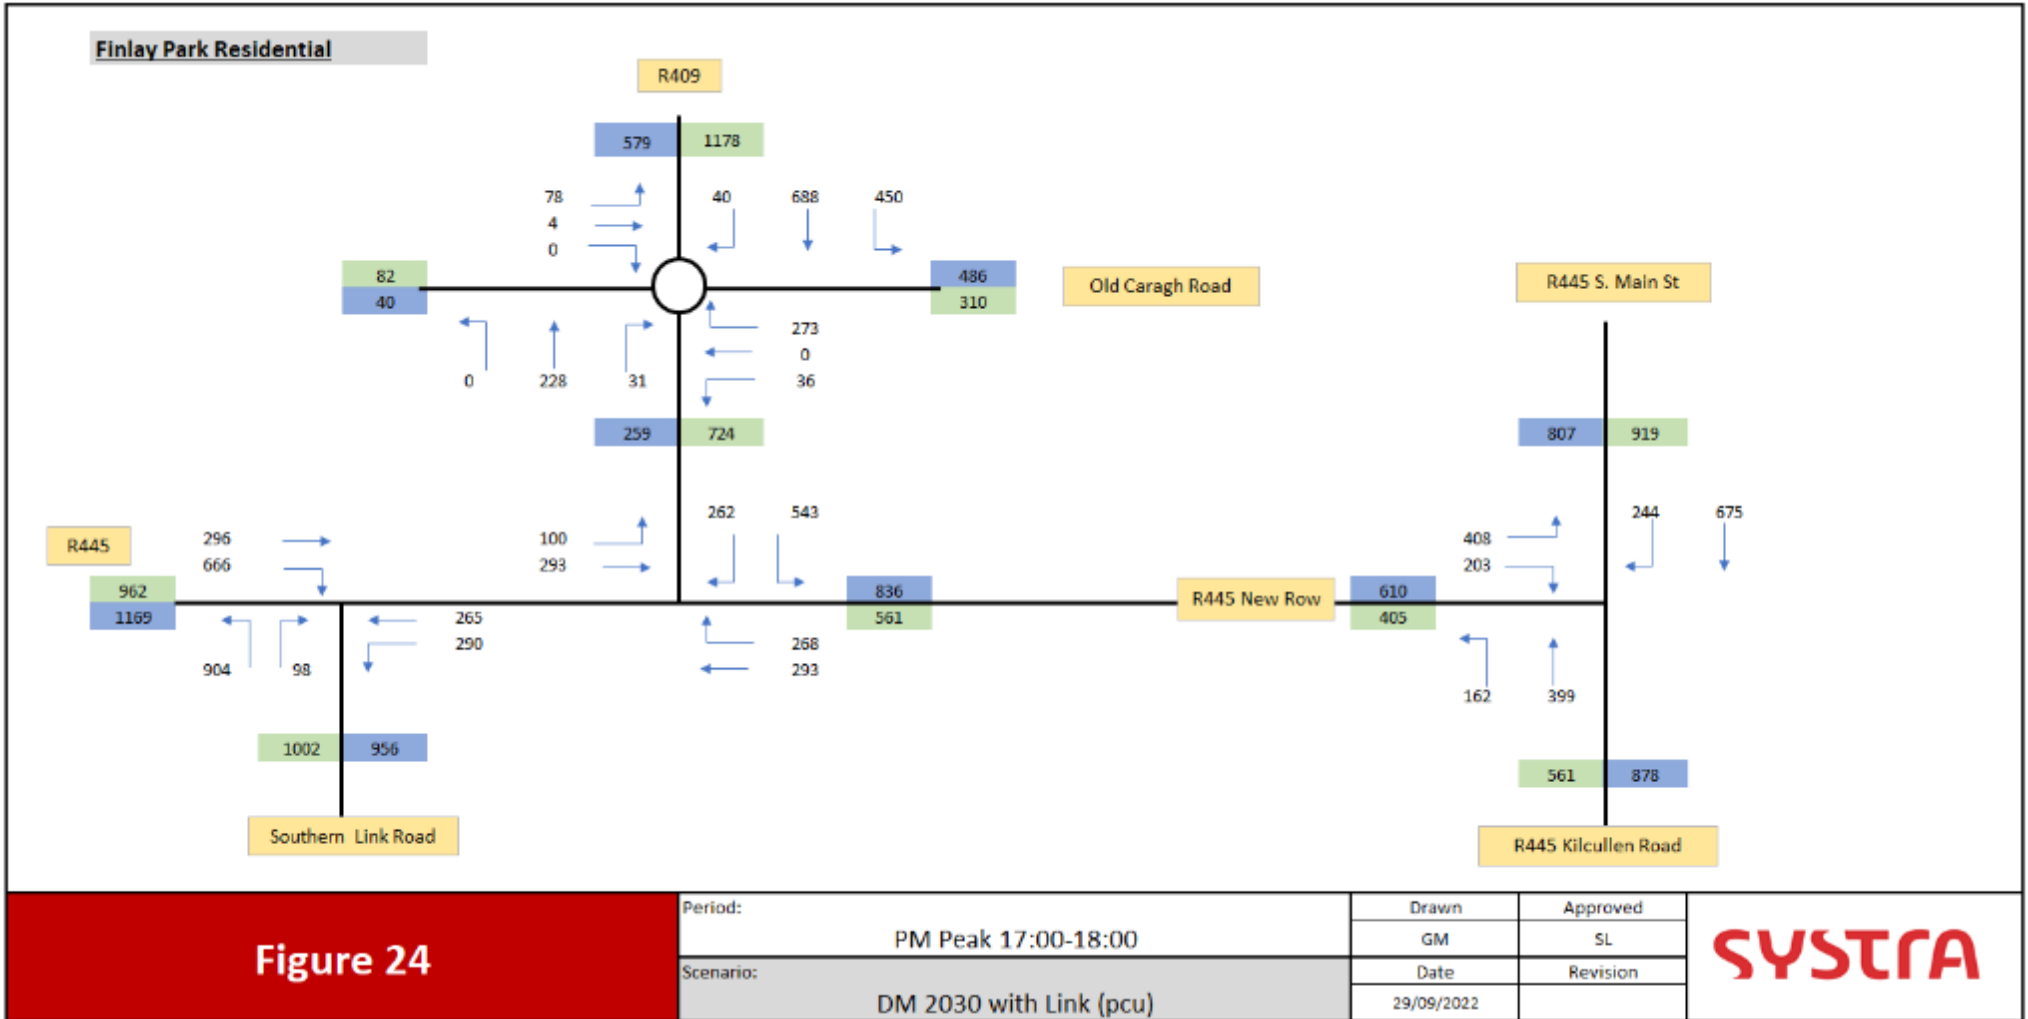 Finlay Park Residential
R409
579 1178
78 40 688 450
4
0
82 486
40 310
Old Caragh Road
R445 S. Main St
273
0
0 228 31 36
259 724
807 919
262 543
244 675
R445
296 100 408
666 293 203
962 836 610
1169 561 405
R445 New Row
265 268
290 293
904 98
162 399
1002 956
561 878
Southern Link Road
R445 Kilcullen Road
Figure 24
Period:
PM Peak 17:00-18:00
Scenario:
DM 2030 with Link (pcu)
Drawn Approved
GM SL
Date Revision
29/09/2022
SYSTRA